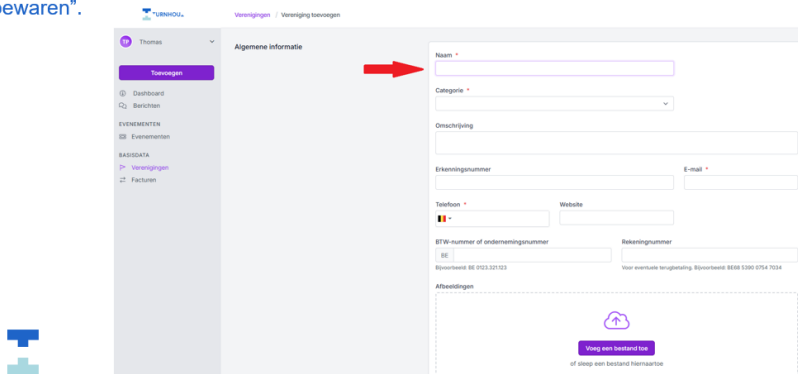 bewaren”.
TURNHOU
Verenigingen / Vereniging toevoegen
TP Thomas
Algemene informatie
Naam *
Toevoegen
Categorie *
Dashboard
Berichten
Omschrijving
EVENEMENTEN
Evenementen
BASISDATA
Verenigingen
Erkenningsnummer
E-mail *
Facturen
Telefoon *
Website
BTW-nummer of ondernemingsnummer
Rekeningnummer
BE
Bijvoorbeeld: BE 0123.321.123
Voor eventuele terugbetaling. Bijvoorbeeld: BE68 5390 0754 7034
Afbeeldingen
Voeg een bestand toe
of sleep een bestand hiernaartoe